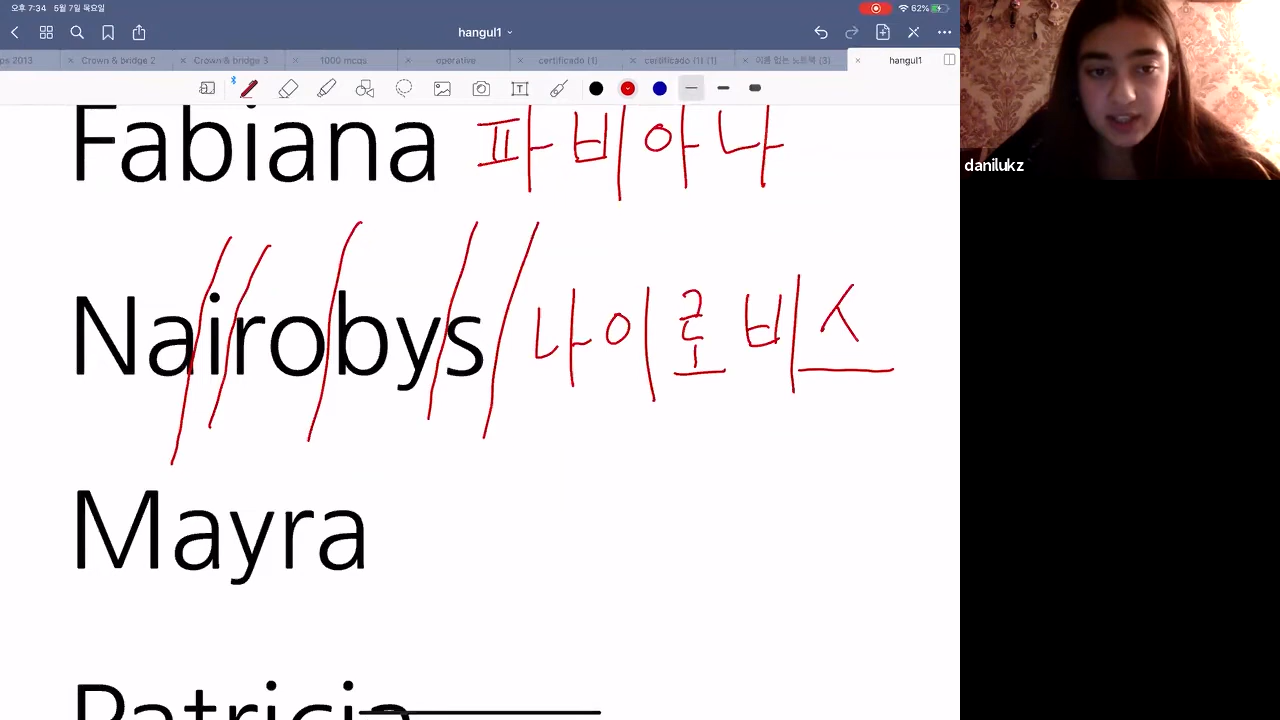 오후 7:34 5월 7일 목요일 62%
hangul1
ps 2013 Crown & bridge 2 Crown & bridge 3 1000 mcqs operative certificado (1) certificado (1) (1) 이름 없는 노트북 (3) hangul1
Fabiana 파비아나
Nairobys 나이로비스
Mayra
Patricia
danilukz